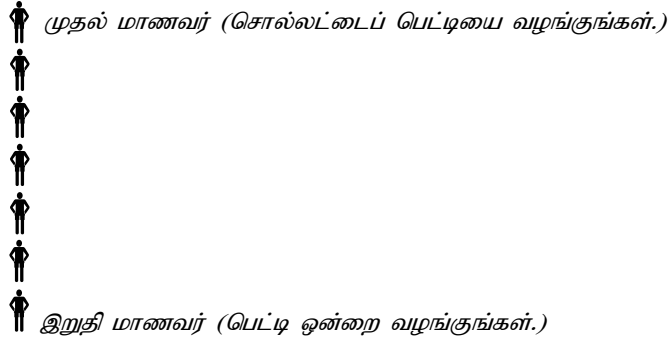 முதல் மாணவர் (சொல்லட்டைப் பெட்டியை வழங்குங்கள்.)
இறுதி மாணவர் (பெட்டி ஒன்றை வழங்குங்கள்.)